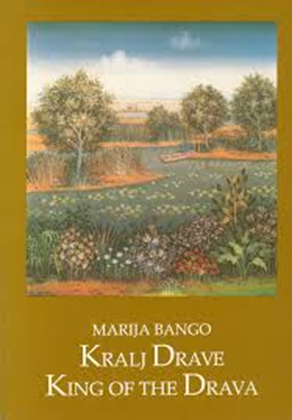 MARIJA BANGO
KRALJ DRAVE
KING OF THE DRAVA